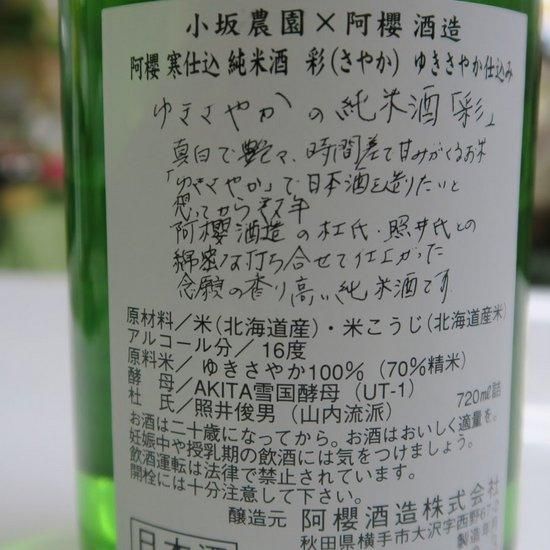 小坂農園×阿櫻酒造
阿櫻 寒仕込 純米酒 彩(さやか) ゆきさやか仕込み
ゆきさやかの純米酒「彩」
真白で艶々、時間差で甘みがくるお米
「ゆきさやか」で日本酒を造りたいと
想ってから
阿櫻酒造の杜氏・照井氏との
綿密な打ち合せで仕上がった
念願の香り高い純米酒です
原材料/米(北海道産)・米こうじ(北海道産米)
アルコール分/16度
原料米/ゆきさやか100%(70%精米)
酵母/AKITA雪国酵母(UT-1)
杜氏/照井俊男(山内流派) 720ml詰
お酒は二十歳になってから。お酒はおいしく適量を。
妊娠中や授乳期の飲酒には気をつけましょう。
飲酒運転は法律で禁止されています。
開栓には十分注意して下さい。
醸造元 阿櫻酒造株式会社
秋田県横手市大沢字西野67-2
日本酒 製造年月